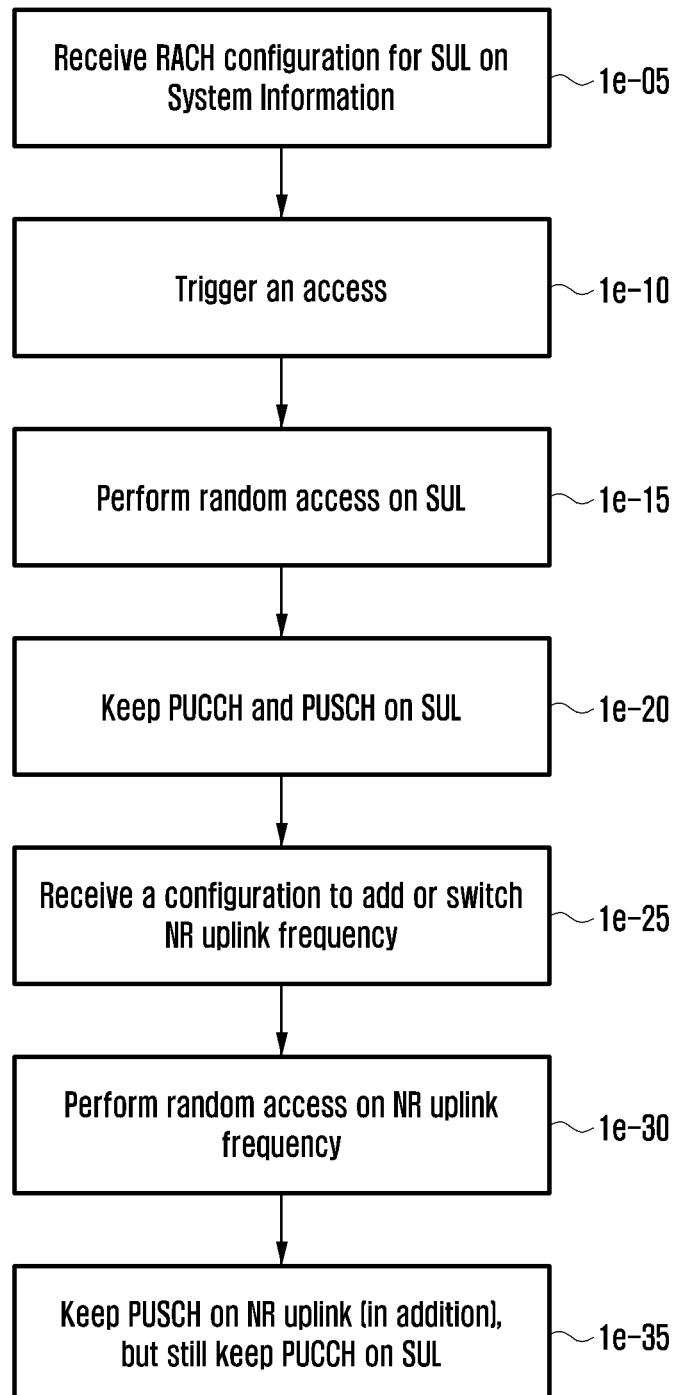 Receive RACH configuration for SUL on
System Information
1e-05
Trigger an access
1e-10
Perform random access on SUL
1e-15
Keep PUCCH and PUSCH on SUL
1e-20
Receive a configuration to add or switch
NR uplink frequency
1e-25
Perform random access on NR uplink
frequency
1e-30
Keep PUSCH on NR uplink (in addition),
but still keep PUCCH on SUL
1e-35